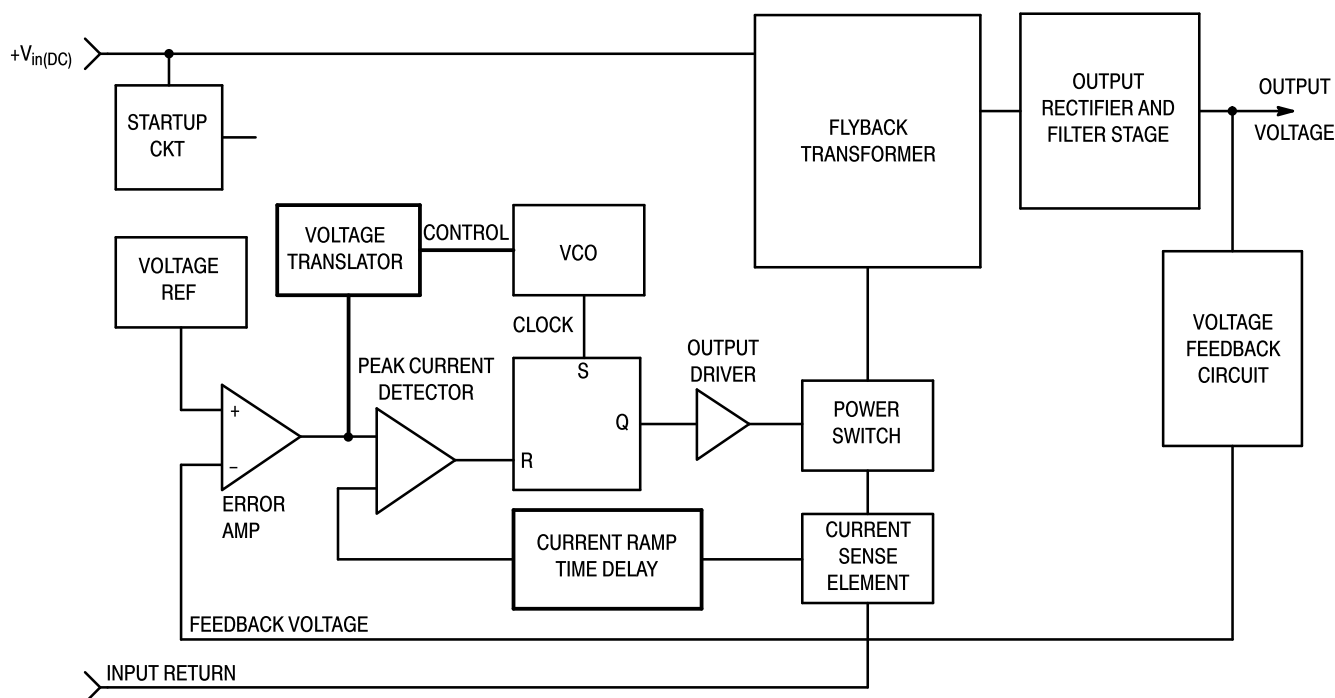 +Vin(DC)
STARTUP
CKT
FLYBACK
TRANSFORMER
OUTPUT
RECTIFIER AND
FILTER STAGE
OUTPUT
VOLTAGE
VOLTAGE
TRANSLATOR
CONTROL
VCO
VOLTAGE
REF
CLOCK
VOLTAGE
FEEDBACK
CIRCUIT
PEAK CURRENT
DETECTOR
S
Q
R
OUTPUT
DRIVER
POWER
SWITCH
+
–
ERROR
AMP
CURRENT RAMP
TIME DELAY
CURRENT
SENSE
ELEMENT
FEEDBACK VOLTAGE
INPUT RETURN